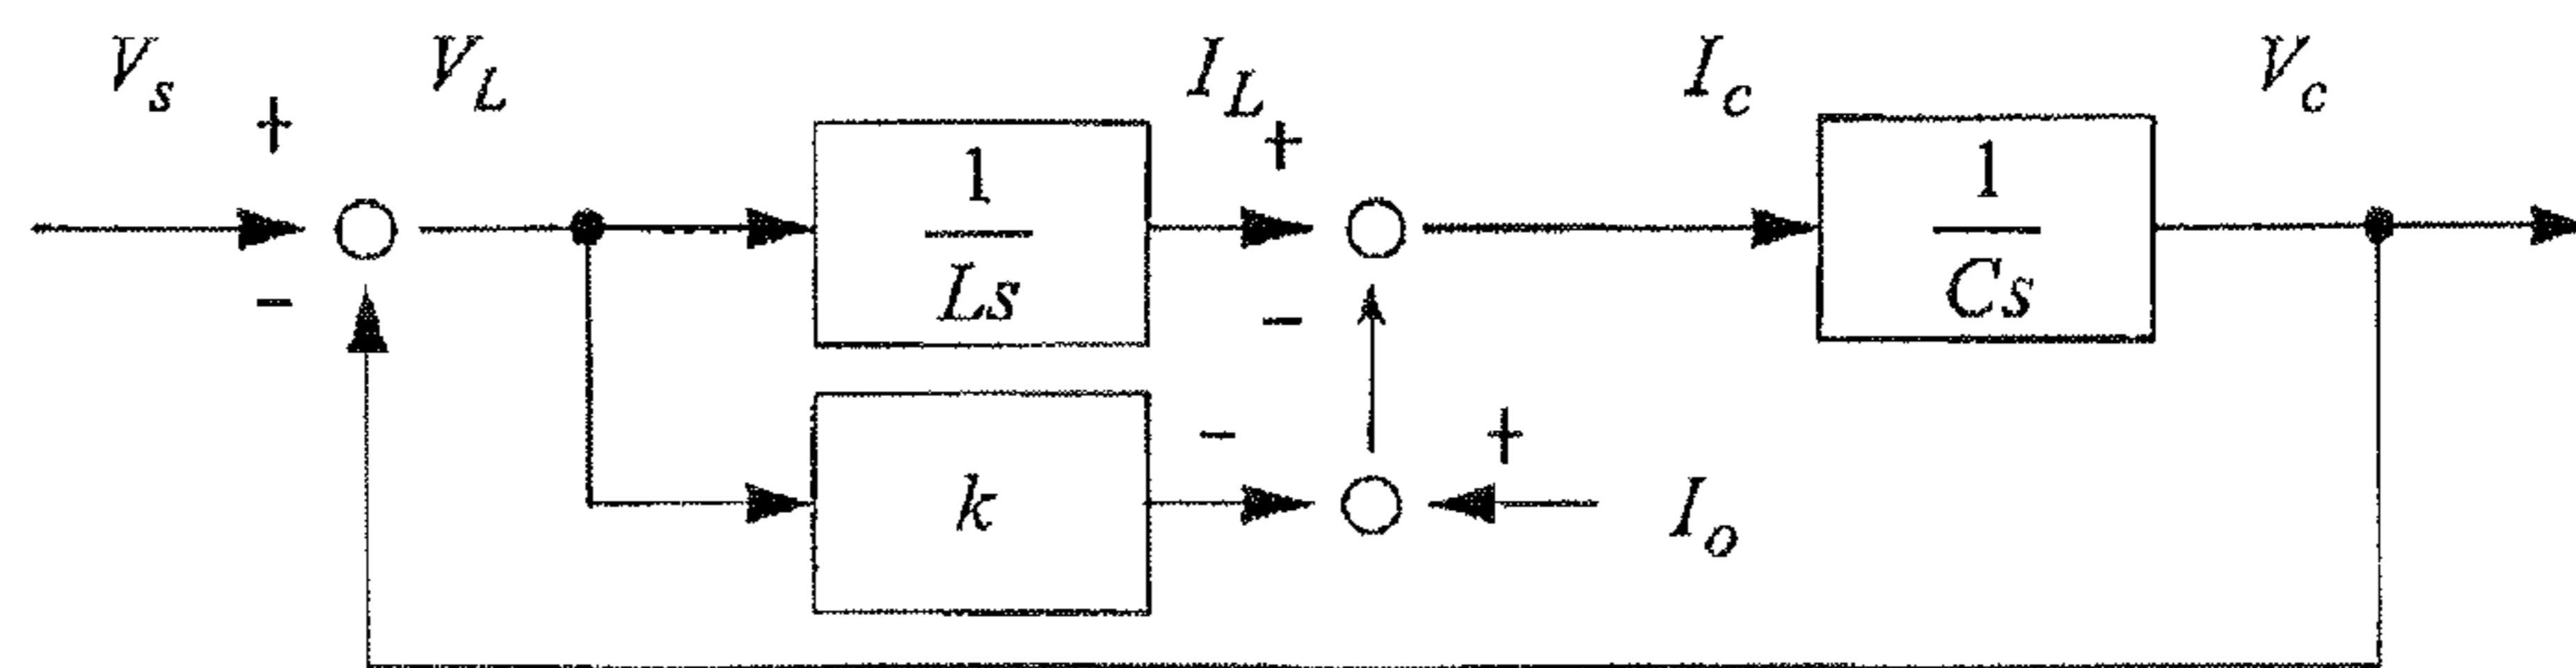 V_s + V_L I_L + I_c V_c
1/Ls
1/Cs
- -
k - + I_o